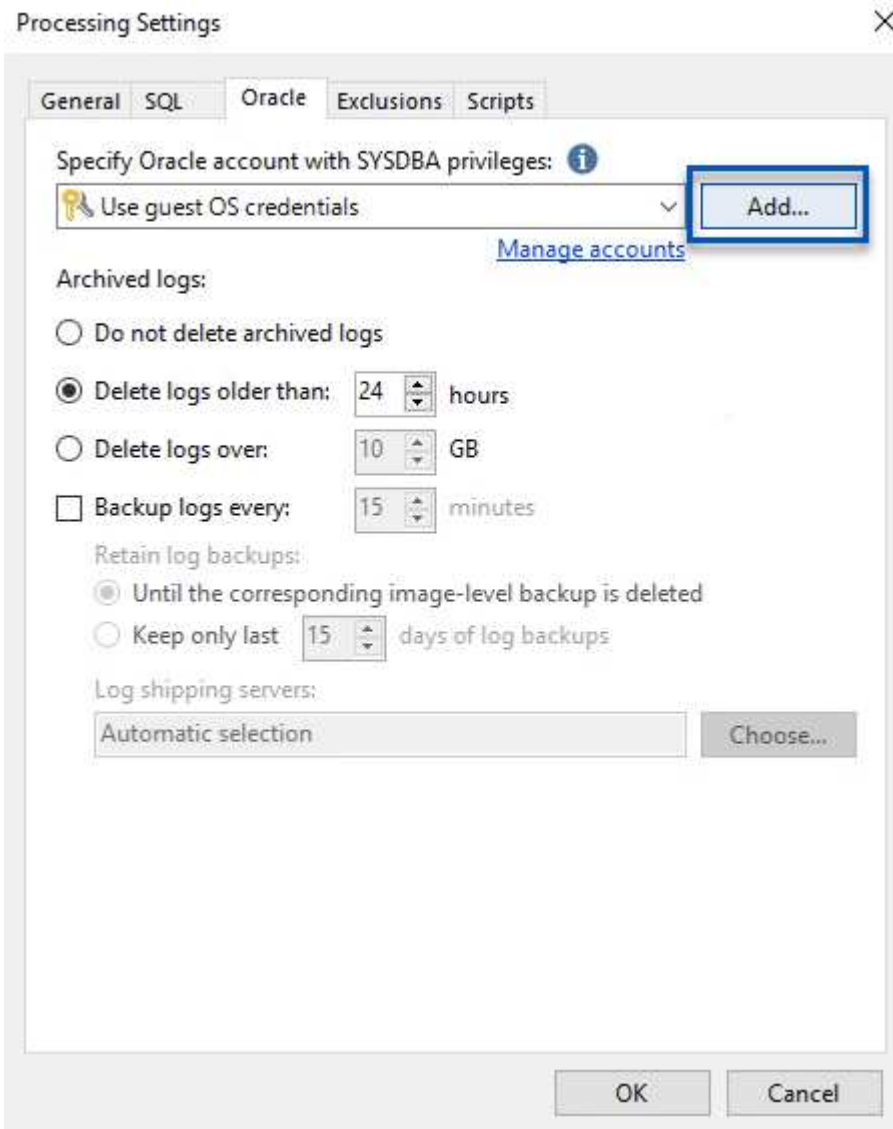 Processing Settings
General SQL Oracle Exclusions Scripts
Specify Oracle account with SYSDBA privileges:
Use guest OS credentials Add...
Manage accounts
Archived logs:
Do not delete archived logs
Delete logs older than: 24 hours
Delete logs over: 10 GB
Backup logs every: 15 minutes
Retain log backups:
Until the corresponding image-level backup is deleted
Keep only last 15 days of log backups
Log shipping servers:
Automatic selection Choose...
OK Cancel